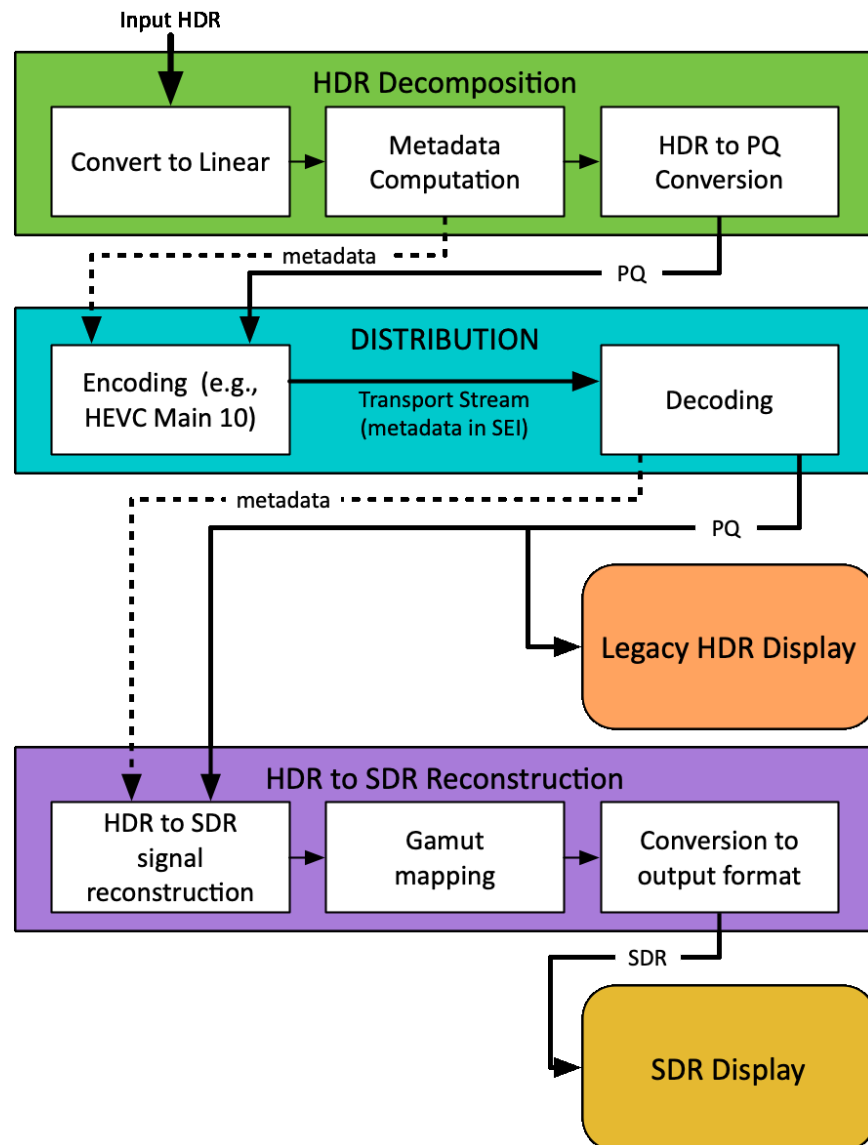 Input HDR
HDR Decomposition
Convert to Linear
Metadata
Computation
HDR to PQ
Conversion
metadata
PQ
DISTRIBUTION
Encoding (e.g.,
HEVC Main 10)
Transport Stream
(metadata in SEI)
Decoding
metadata
PQ
Legacy HDR Display
HDR to SDR Reconstruction
HDR to SDR
signal
reconstruction
Gamut
mapping
Conversion to
output format
SDR
SDR Display